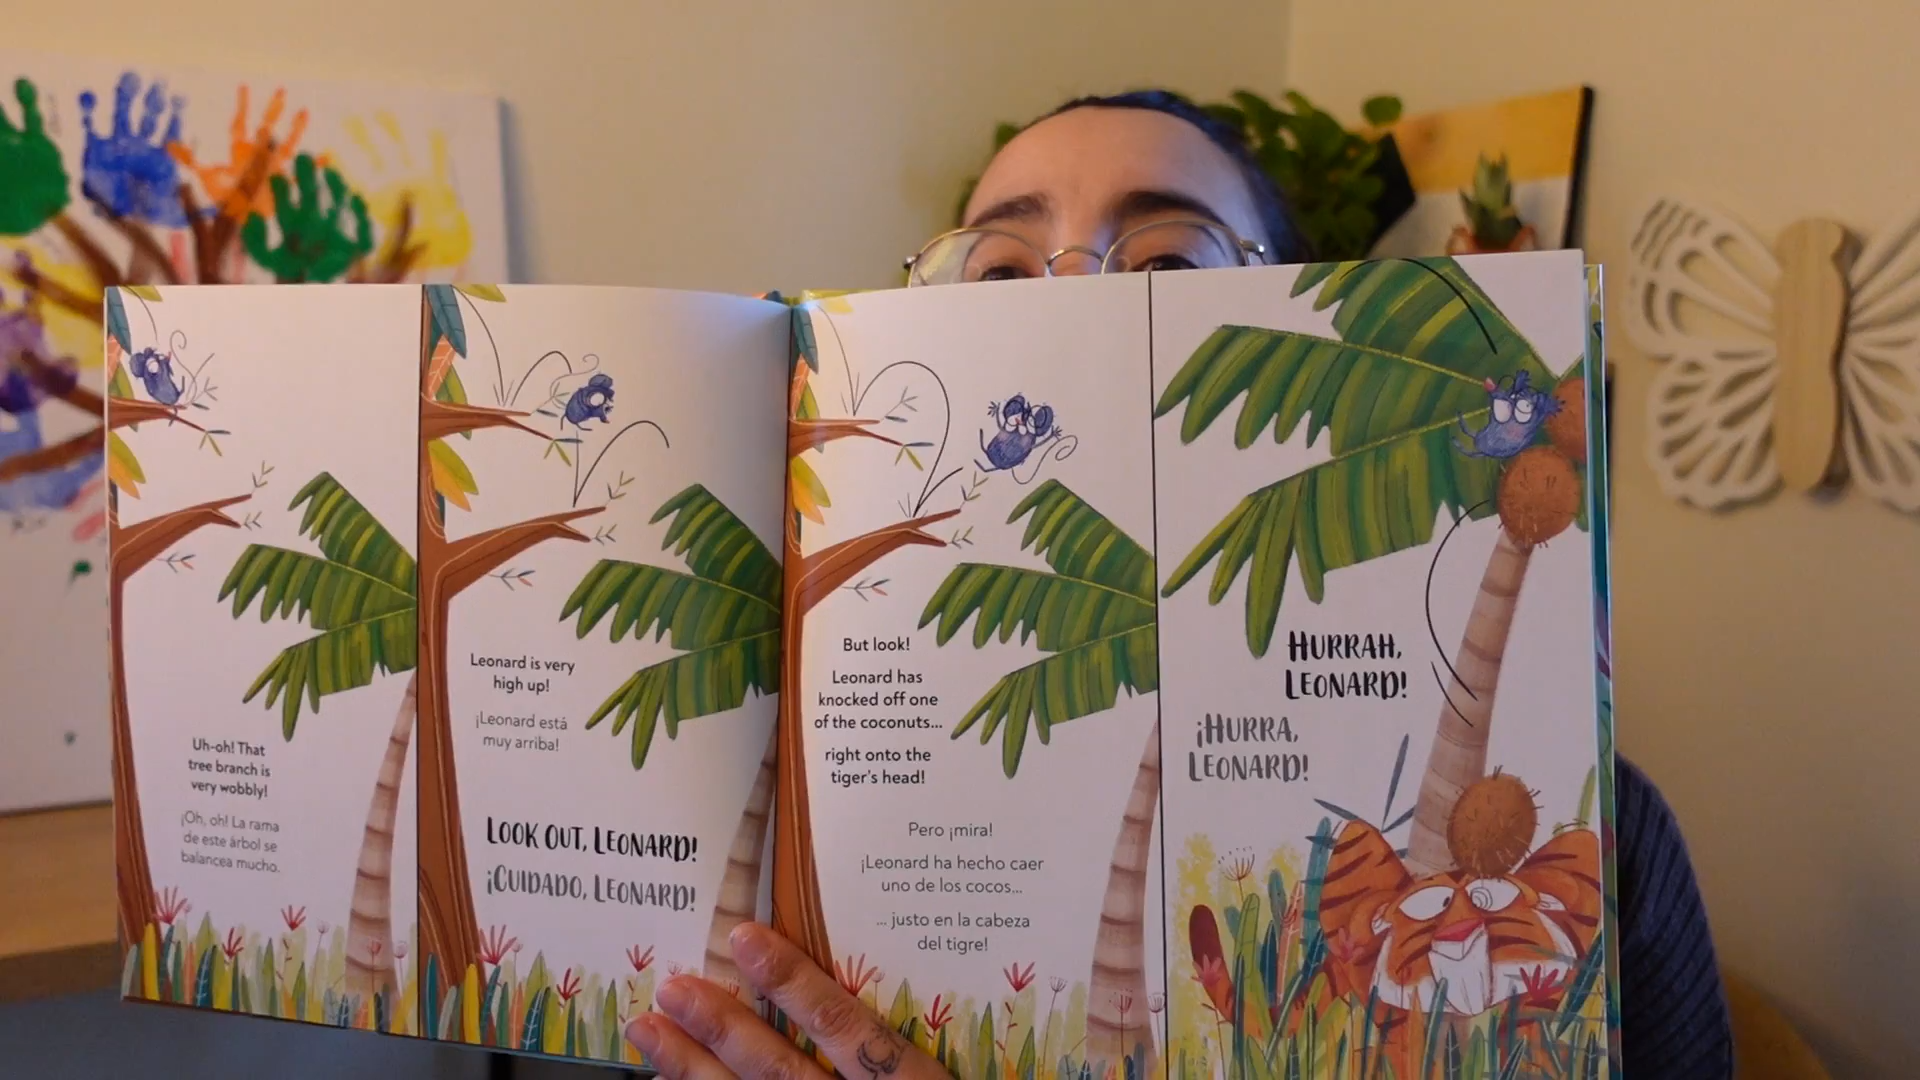 Uh-oh! That
tree branch is
very wobbly!
¡Oh, oh! La rama
de este árbol se
balancea mucho.
Leonard is very
high up!
¡Leonard está
muy arriba!
LOOK OUT, LEONARD!
¡CUIDADO, LEONARD!
But look!
Leonard has
knocked off one
of the coconuts...
right onto the
tiger's head!
Pero ¡mira!
¡Leonard ha hecho caer
uno de los cocos...
... justo en la cabeza
del tigre!
HURRAH,
LEONARD!
¡HURRA,
LEONARD!